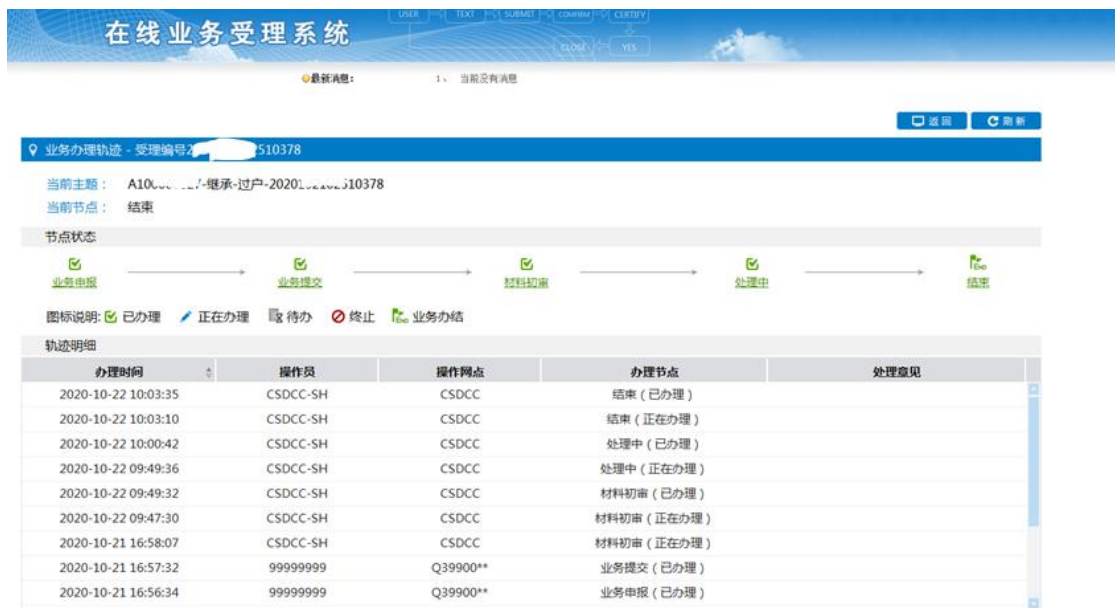 USER TEXT SUBMIT CONFIRM CERTIFY
在线业务受理系统
CLOSE YES
最新消息： 1、 当前没有消息
返回 刷新
业务办理轨迹 - 受理编号2 510378
当前主题： A10 -继承-过户-2020 510378
当前节点： 结束
节点状态
业务申报 业务提交 材料初审 处理中 End 结束
图标说明: 已办理 正在办理 待办 终止 End 业务办结
轨迹明细
办理时间 操作员 操作网点 办理节点 处理意见
2020-10-22 10:03:35 CSDCC-SH CSDCC 结束（已办理）
2020-10-22 10:03:10 CSDCC-SH CSDCC 结束（正在办理）
2020-10-22 10:00:42 CSDCC-SH CSDCC 处理中（已办理）
2020-10-22 09:49:36 CSDCC-SH CSDCC 处理中（正在办理）
2020-10-22 09:49:32 CSDCC-SH CSDCC 材料初审（已办理）
2020-10-22 09:47:30 CSDCC-SH CSDCC 材料初审（正在办理）
2020-10-21 16:58:07 CSDCC-SH CSDCC 材料初审（正在办理）
2020-10-21 16:57:32 99999999 Q39900** 业务提交（已办理）
2020-10-21 16:56:34 99999999 Q39900** 业务申报（已办理）